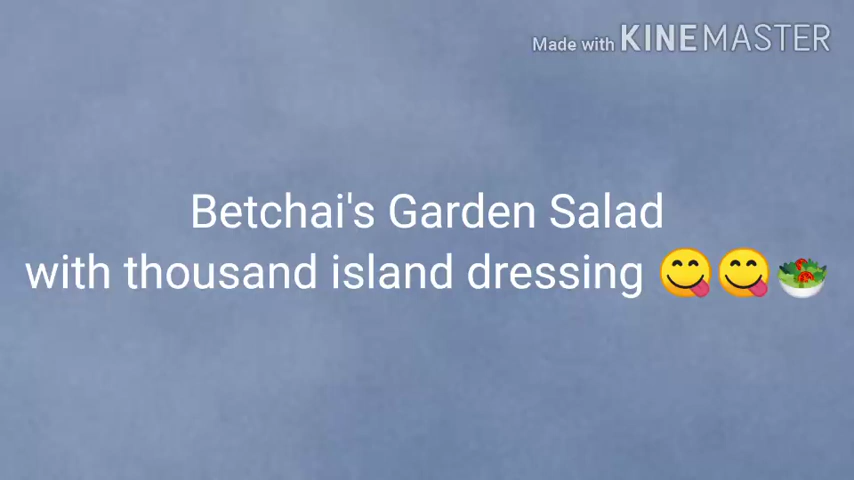 Made with KINEMASTER
Betchai's Garden Salad
with thousand island dressing 😋😋🥗